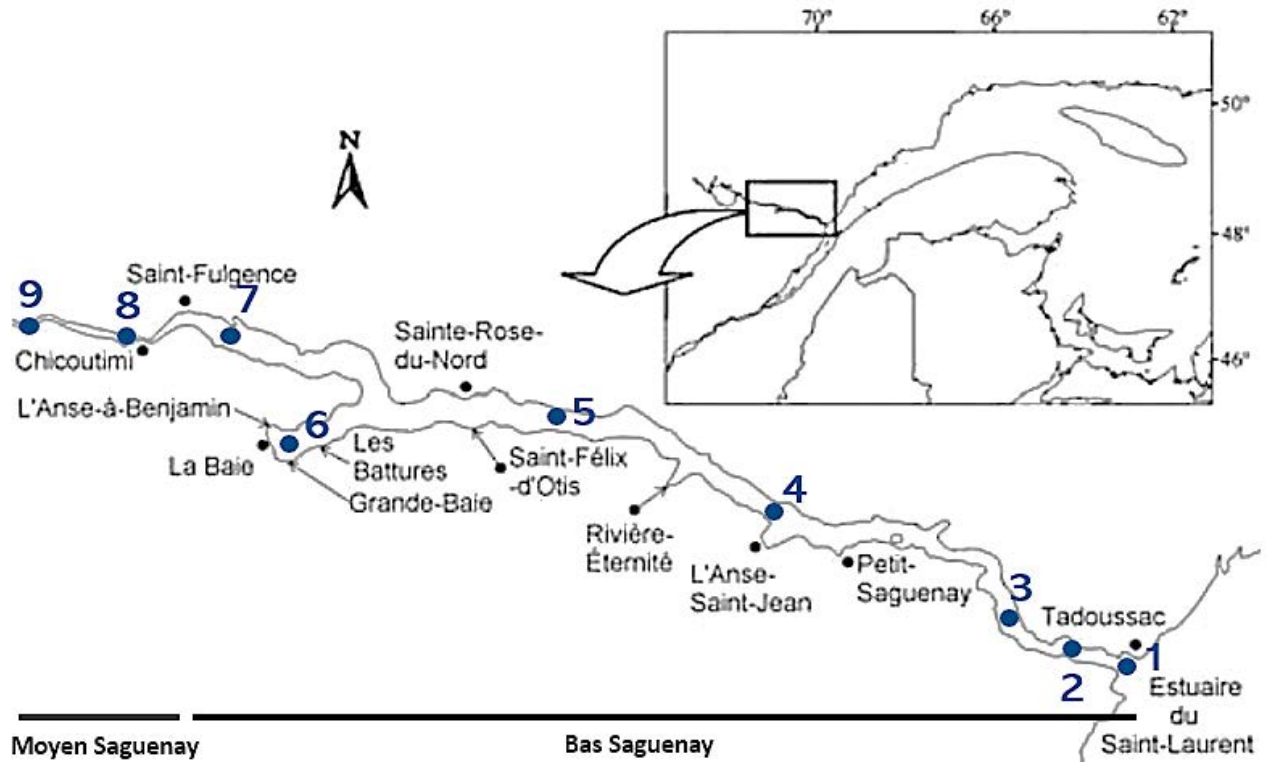 70°
66°
62°
50°
48°
46°
N
Saint-Fulgence
9
8
7
Chicoutimi
Sainte-Rose-
du-Nord
L'Anse-à-Benjamin
6
5
La Baie
Les
Battures
Grande-Baie
Saint-Félix
-d'Otis
4
Rivière-
Éternité
L'Anse-
Saint-Jean
Petit-
Saguenay
3
Tadoussac
1
2
Estuaire
du
Saint-Laurent
Moyen Saguenay
Bas Saguenay